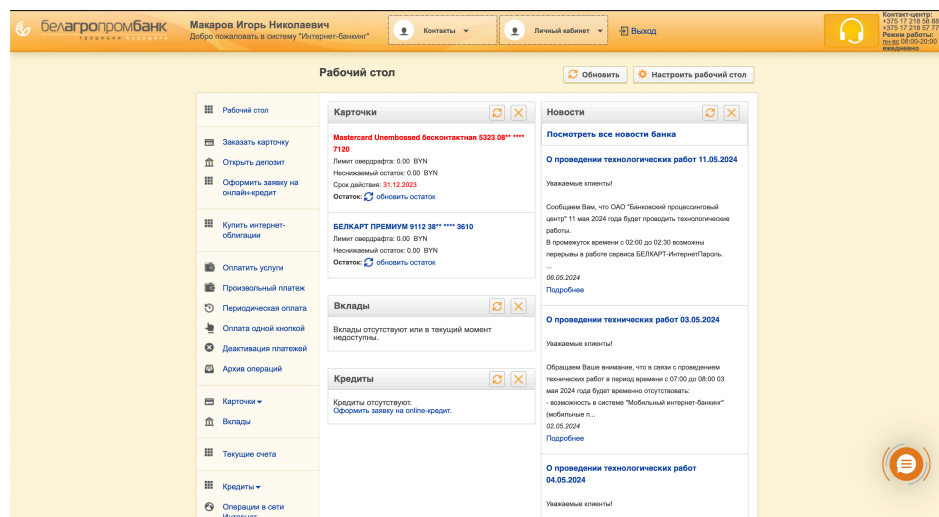 белагропромбанк
традиции будущего
Макаров Игорь Николаевич
Добро пожаловать в систему "Интернет-банкинг"
Контакты
Личный кабинет
Выход
Контакт-центр:
+375 17 218 58 88
+375 17 218 57 77
Режим работы:
пн-вс 08:00-20:00
ежедневно
Рабочий стол
Обновить
Настроить рабочий стол
Рабочий стол
Заказать карточку
Открыть депозит
Оформить заявку на
онлайн-кредит
Купить интернет-
облигации
Оплатить услуги
Произвольный платеж
Периодическая оплата
Оплата одной кнопкой
Деактивация платежей
Архив операций
Карточки
Вклады
Текущие счета
Кредиты
Операции в сети
Интернет
Карточки
Mastercard Unembossed бесконтактная 5323 08** ****
7120
Лимит овердрафта: 0.00 BYN
Неснижаемый остаток: 0.00 BYN
Срок действия: 31.12.2023
Остаток: обновить остаток
БЕЛКАРТ ПРЕМИУМ 9112 38** **** 3610
Лимит овердрафта: 0.00 BYN
Неснижаемый остаток: 0.00 BYN
Остаток: обновить остаток
Вклады
Вклады отсутствуют или в текущий момент
недоступны.
Кредиты
Кредиты отсутствуют.
Оформить заявку на online-кредит.
Новости
Посмотреть все новости банка
О проведении технологических работ 11.05.2024
Уважаемые клиенты!
Сообщаем Вам, что ОАО "Банковский процессинговый
центр" 11 мая 2024 года будет проводить технологические
работы.
В промежуток времени с 02:00 до 02:30 возможны
перерывы в работе сервиса БЕЛКАРТ-ИнтернетПароль.
...
06.05.2024
Подробнее
О проведении технических работ 03.05.2024
Уважаемые клиенты!
Обращаем Ваше внимание, что в связи с проведением
технических работ в период времени с 07:00 до 08:00 03
мая 2024 года будет временно отсутствовать:
- возможность в системе "Мобильный интернет-банкинг"
(мобильные п...
02.05.2024
Подробнее
О проведении технологических работ
04.05.2024
Уважаемые клиенты!